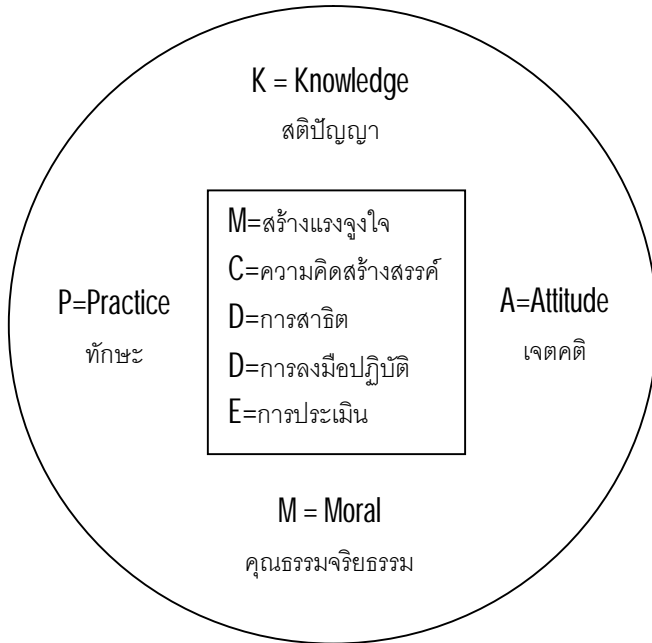 K = Knowledge
สติปัญญา
M=สร้างแรงจูงใจ
C=ความคิดสร้างสรรค์
P=Practice
ทักษะ
D=การสาธิต
D=การลงมือปฏิบัติ
E=การประเมิน
A=Attitude
เจตคติ
M = Moral
คุณธรรมจริยธรรม